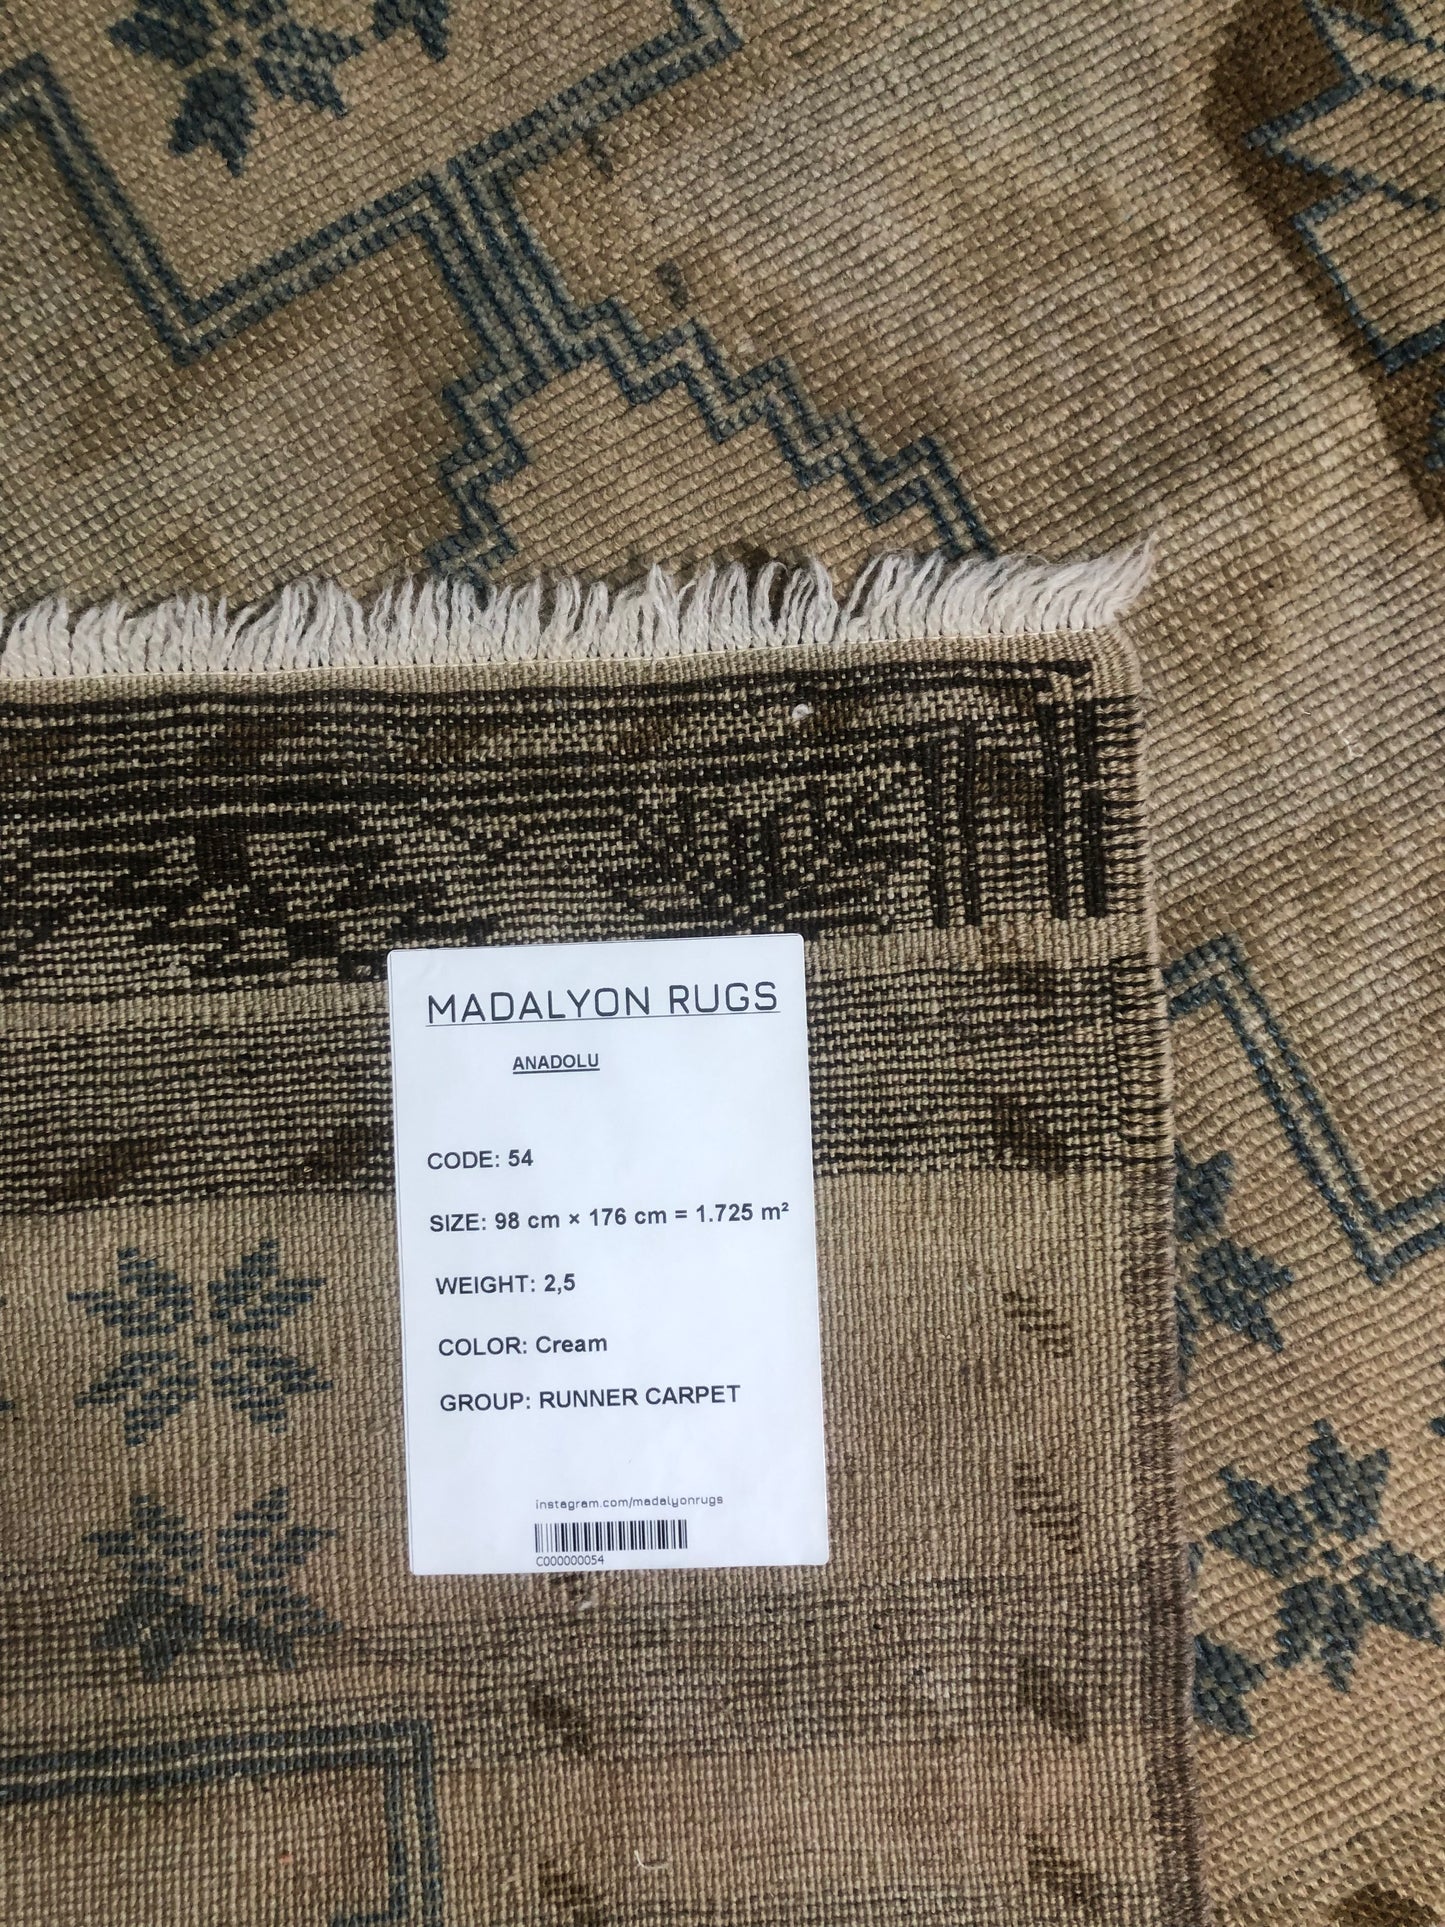 MADALYON RUGS
ANADOLU
CODE: 54
SIZE: 98 cm × 176 cm = 1.725 m²
WEIGHT: 2,5
COLOR: Cream
GROUP: RUNNER CARPET
instagram.com/madalyonrugs
C000000054